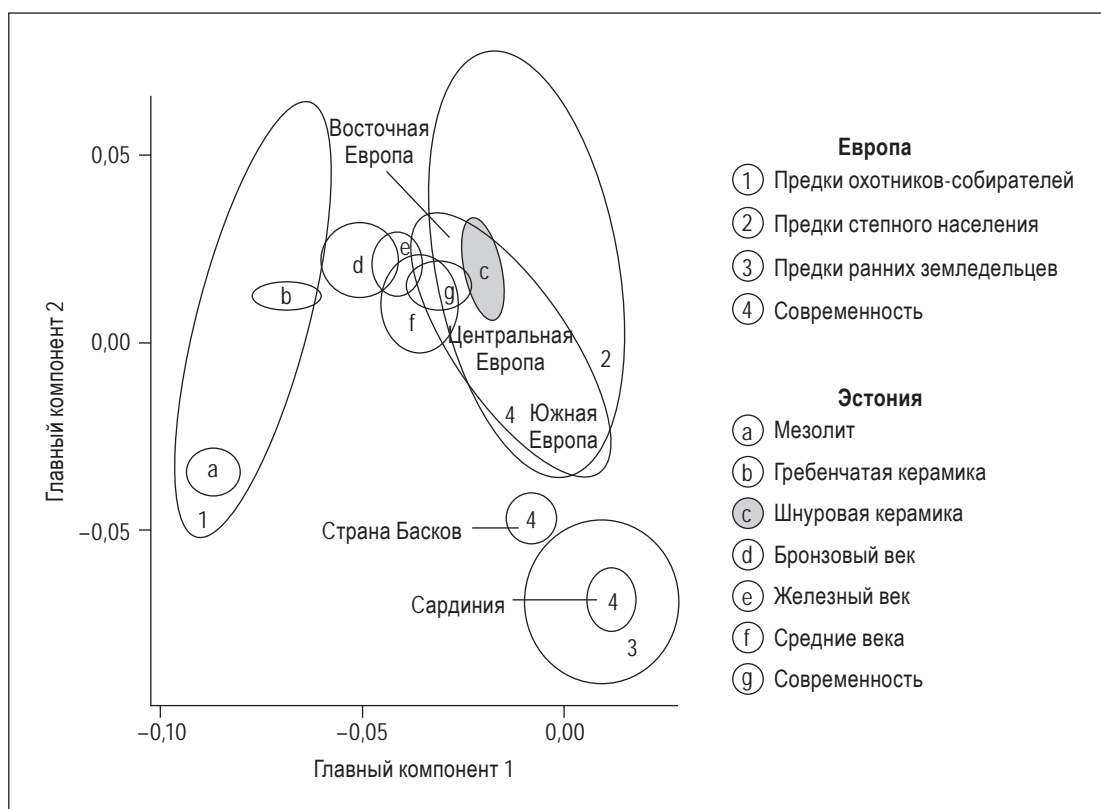 Восточная
Европа
0,05
d
e
b
g
c
f
0,00
Центральная
Европа
2
4
Южная
Европа
a
1
−0,05
Страна Басков
4
Сардиния
4
3
−0,10
−0,05
0,00
Главный компонент 1
Главный компонент 2
Европа
1 Предки охотников-собирателей
2 Предки степного населения
3 Предки ранних земледельцев
4 Современность
Эстония
a Мезолит
b Гребенчатая керамика
c Шнуровая керамика
d Бронзовый век
e Железный век
f Средние века
g Современность